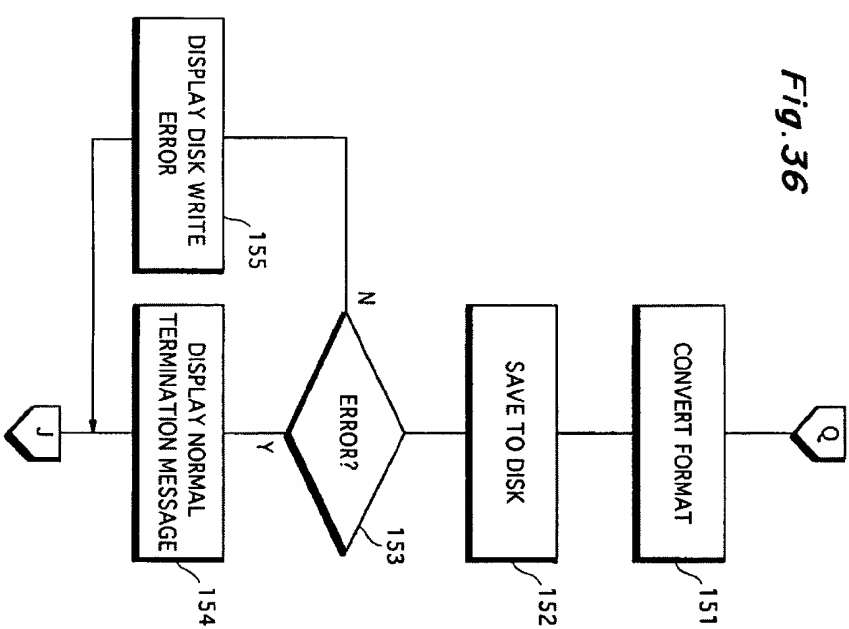 Fig. 36
Q
CONVERT FORMAT
151
SAVE TO DISK
152
ERROR?
153
N
Y
DISPLAY DISK WRITE
ERROR
155
DISPLAY NORMAL
TERMINATION MESSAGE
154
J